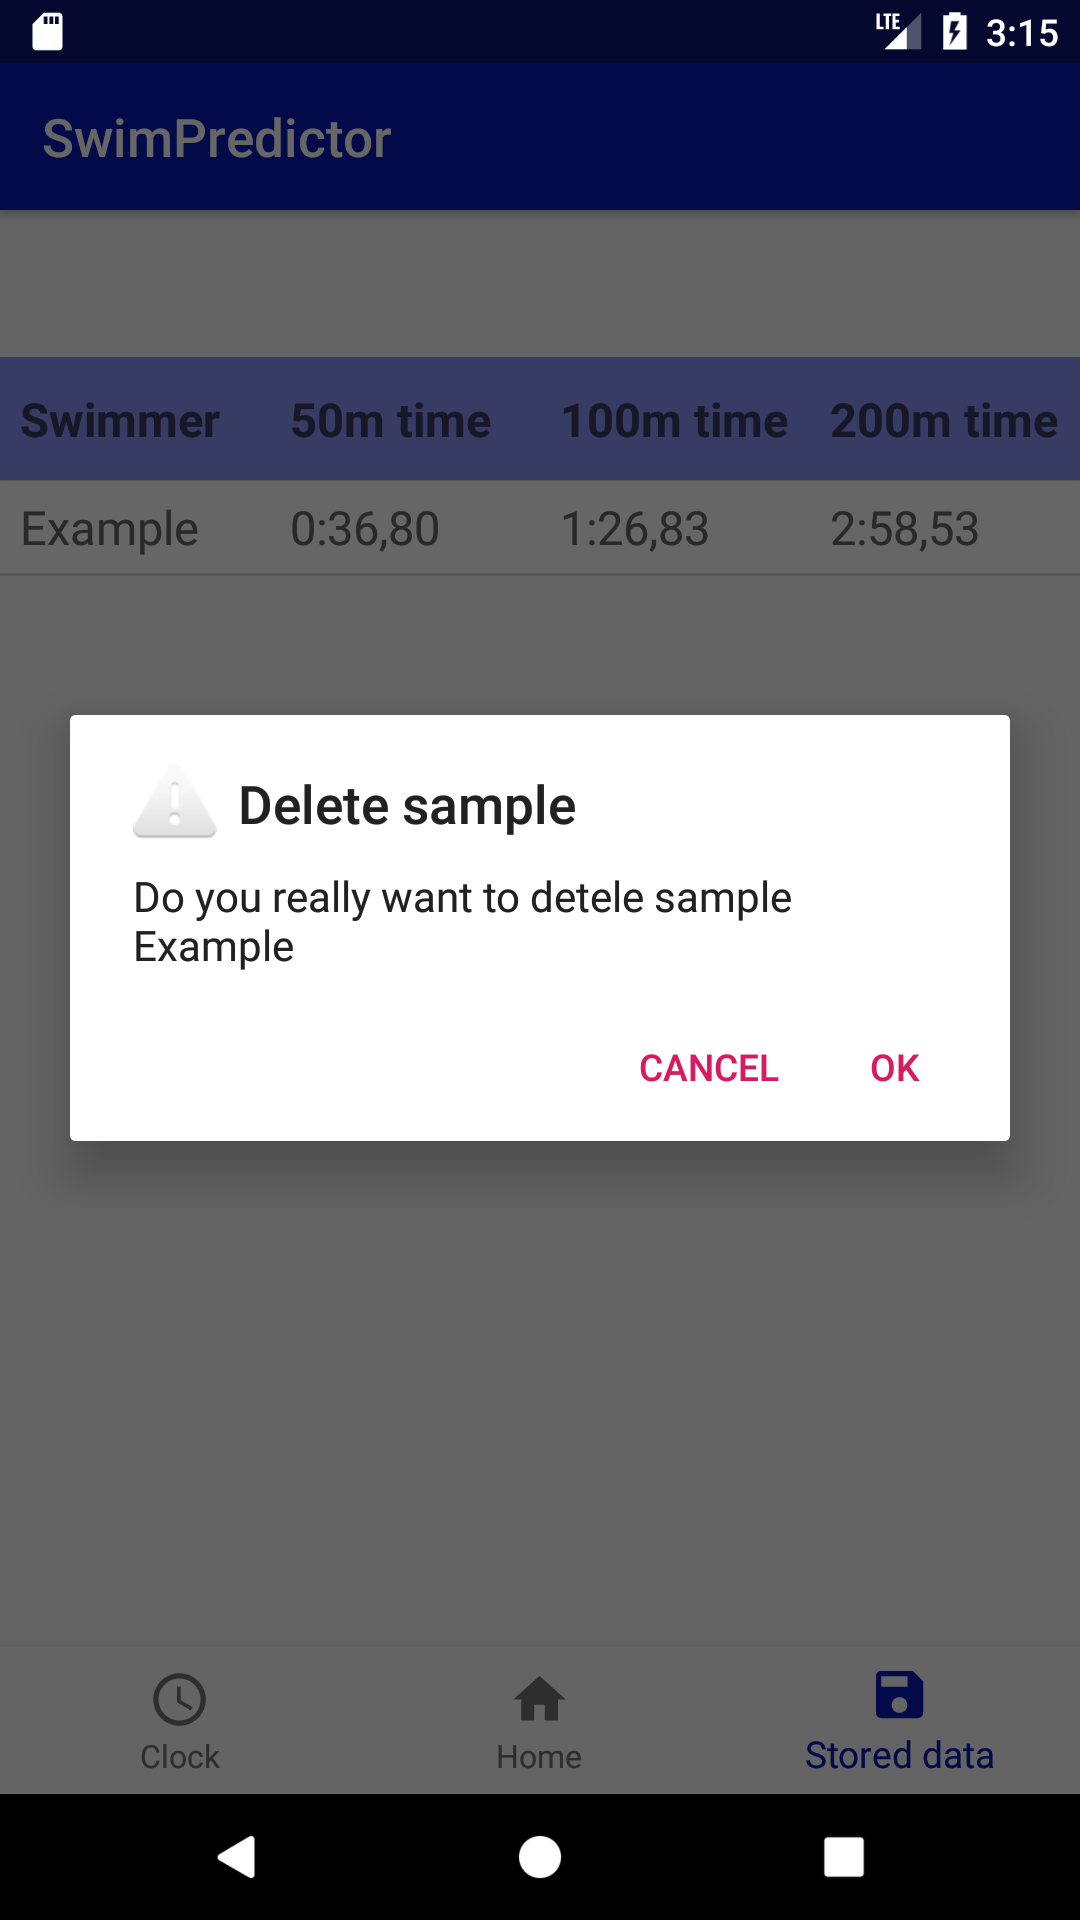 LTE 3:15
SwimPredictor
Swimmer 50m time 100m time 200m time
Example 0:36,80 1:26,83 2:58,53
Delete sample
Do you really want to detele sample
Example
CANCEL OK
Clock Home Stored data